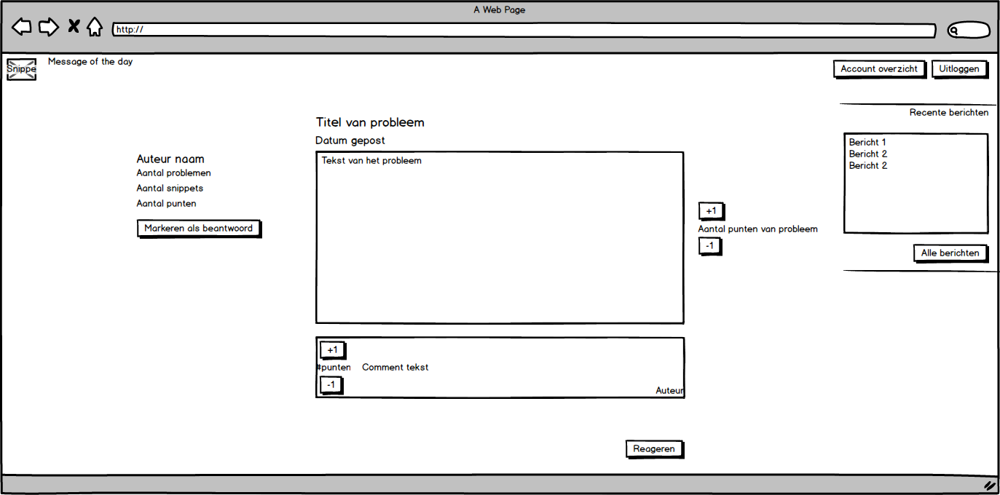 A Web Page
http://
Snippe
Message of the day
Account overzicht
Uitloggen
Recente berichten
Bericht 1
Bericht 2
Bericht 2
Alle berichten
Titel van probleem
Datum gepost
Auteur naam
Aantal problemen
Aantal snippets
Aantal punten
Markeren als beantwoord
Tekst van het probleem
+1
Aantal punten van probleem
-1
+1
#punten Comment tekst
-1
Auteur
Reageren